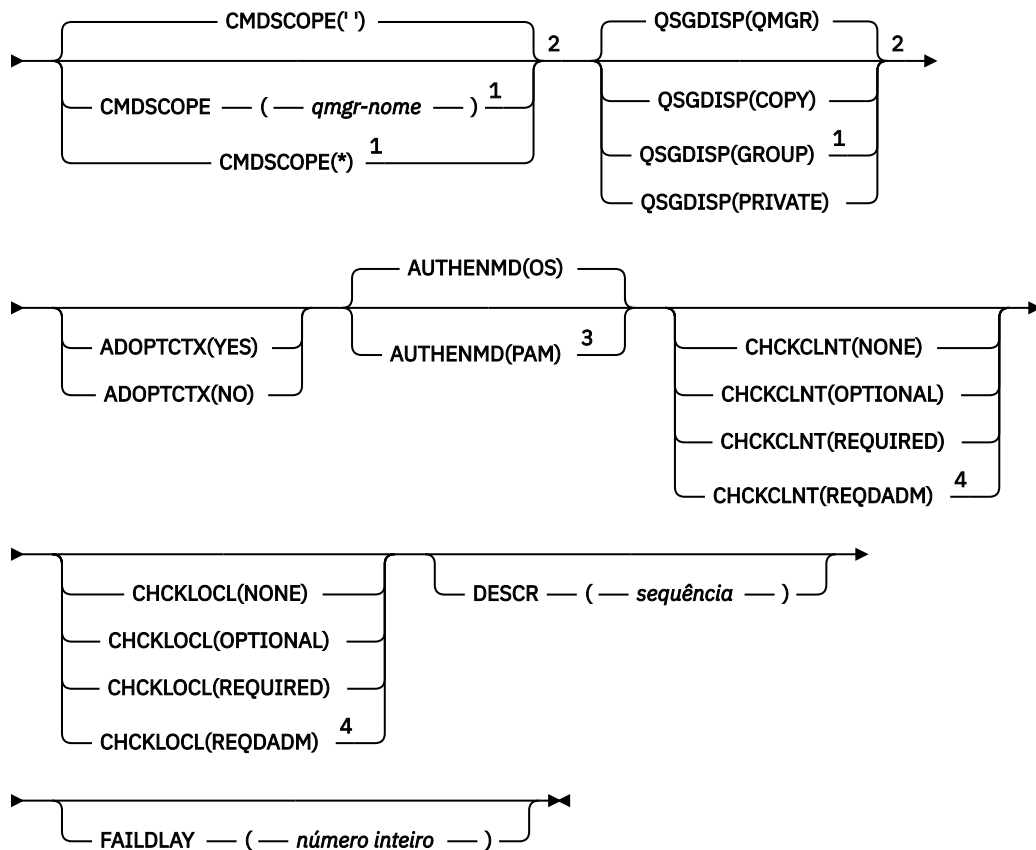 CMDSCOPE(' ')
2
CMDSCOPE ( qmgr-nome ) 1
CMDSCOPE(*) 1
QSGDISP(QMGR)
2
QSGDISP(COPY)
QSGDISP(GROUP) 1
QSGDISP(PRIVATE)
ADOPTCTX(YES)
ADOPTCTX(NO)
AUTHENMD(OS)
AUTHENMD(PAM) 3
CHCKCLNT(NONE)
CHCKCLNT(OPTIONAL)
CHCKCLNT(REQUIRED)
CHCKCLNT(REQDADM) 4
CHCKLOCL(NONE)
CHCKLOCL(OPTIONAL)
CHCKLOCL(REQUIRED)
CHCKLOCL(REQDADM) 4
DESCR ( sequência )
FAILDLAY ( número inteiro )